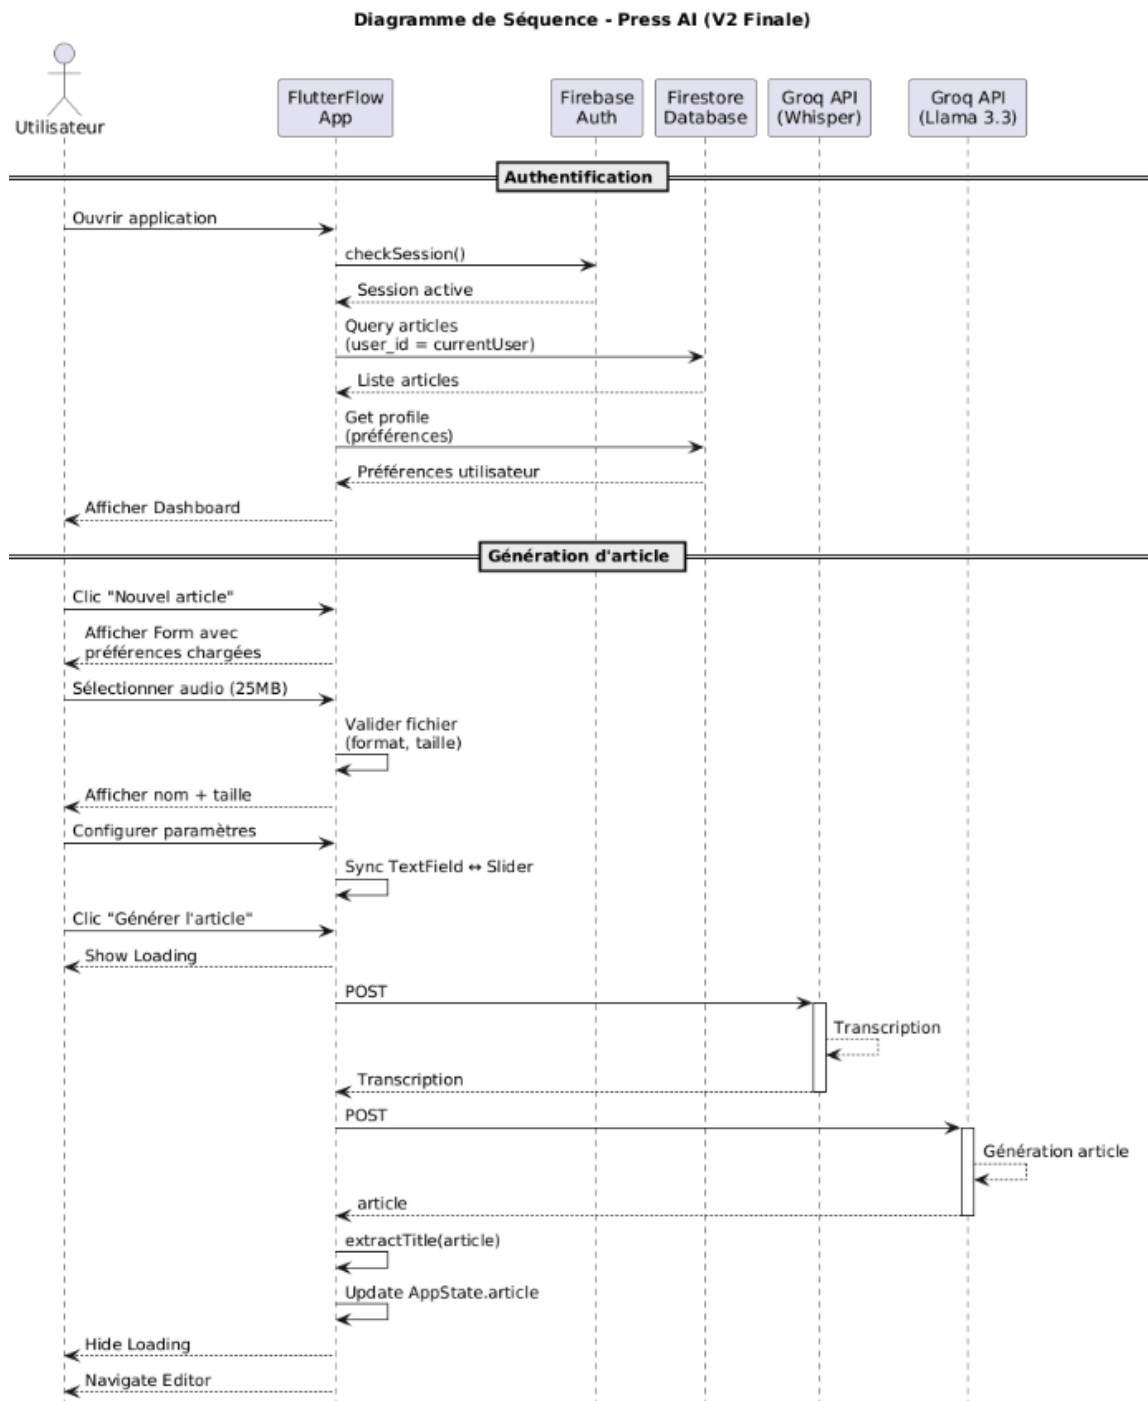 Diagramme de Séquence - Press AI (V2 Finale)
Utilisateur
FlutterFlow
App
Firebase
Auth
Firestore
Database
Groq API
(Whisper)
Groq API
(Llama 3.3)
Authentification
Ouvrir application
checkSession()
Session active
Query articles
(user_id = currentUser)
Liste articles
Get profile
(préférences)
Préférences utilisateur
Afficher Dashboard
Génération d'article
Clic "Nouvel article"
Afficher Form avec
préférences chargées
Sélectionner audio (25MB)
Valider fichier
(format, taille)
Afficher nom + taille
Configurer paramètres
Sync TextField ↔ Slider
Clic "Générer l'article"
Show Loading
POST
Transcription
Transcription
POST
Génération article
article
extractTitle(article)
Update AppState.article
Hide Loading
Navigate Editor